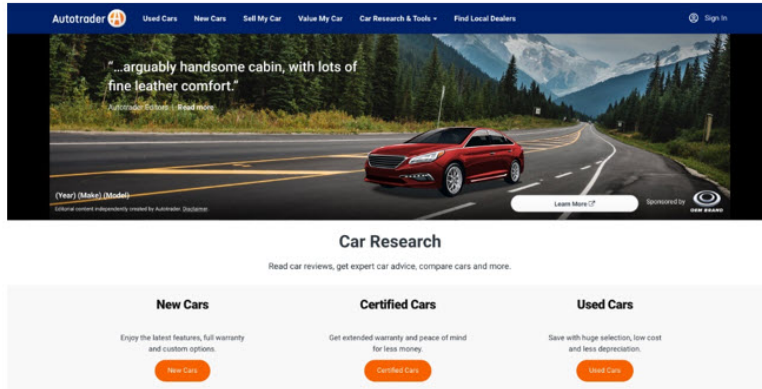 Autotrader
Used Cars New Cars Sell My Car Value My Car Car Research & Tools Find Local Dealers Sign In
"...arguably handsome cabin, with lots of
fine leather comfort."
Autotrader Editors | Read more
(Year) (Make) (Model)
Editorial content independently created by Autotrader. Disclaimer.
Learn More
Sponsored by
OEM BRAND
Car Research
Read car reviews, get expert car advice, compare cars and more.
New Cars Certified Cars Used Cars
Enjoy the latest features, full warranty Get extended warranty and peace of mind Save with huge selection, low cost
and custom options. for less money. and less depreciation.
New Cars Certified Cars Used Cars